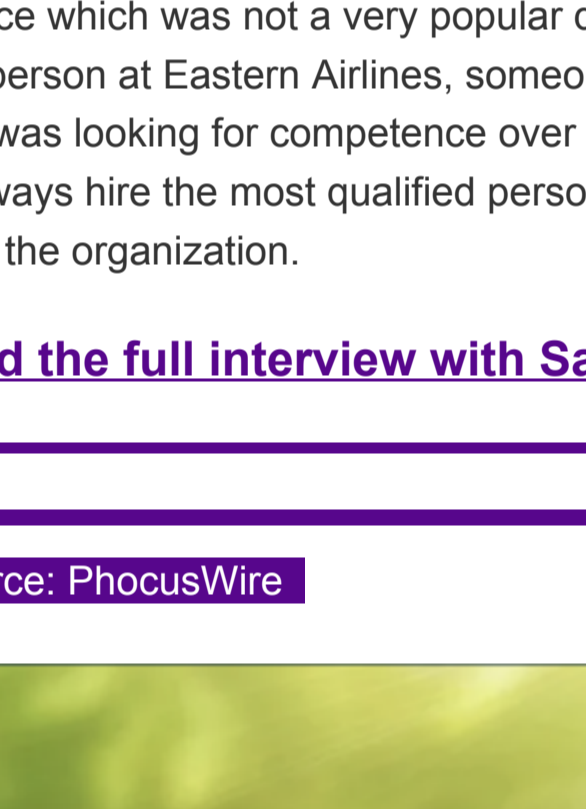 ce which was not a very popular
person at Eastern Airlines, someo
was looking for competence over
ways hire the most qualified perso
the organization.
d the full interview with Sa
rce: PhocusWire